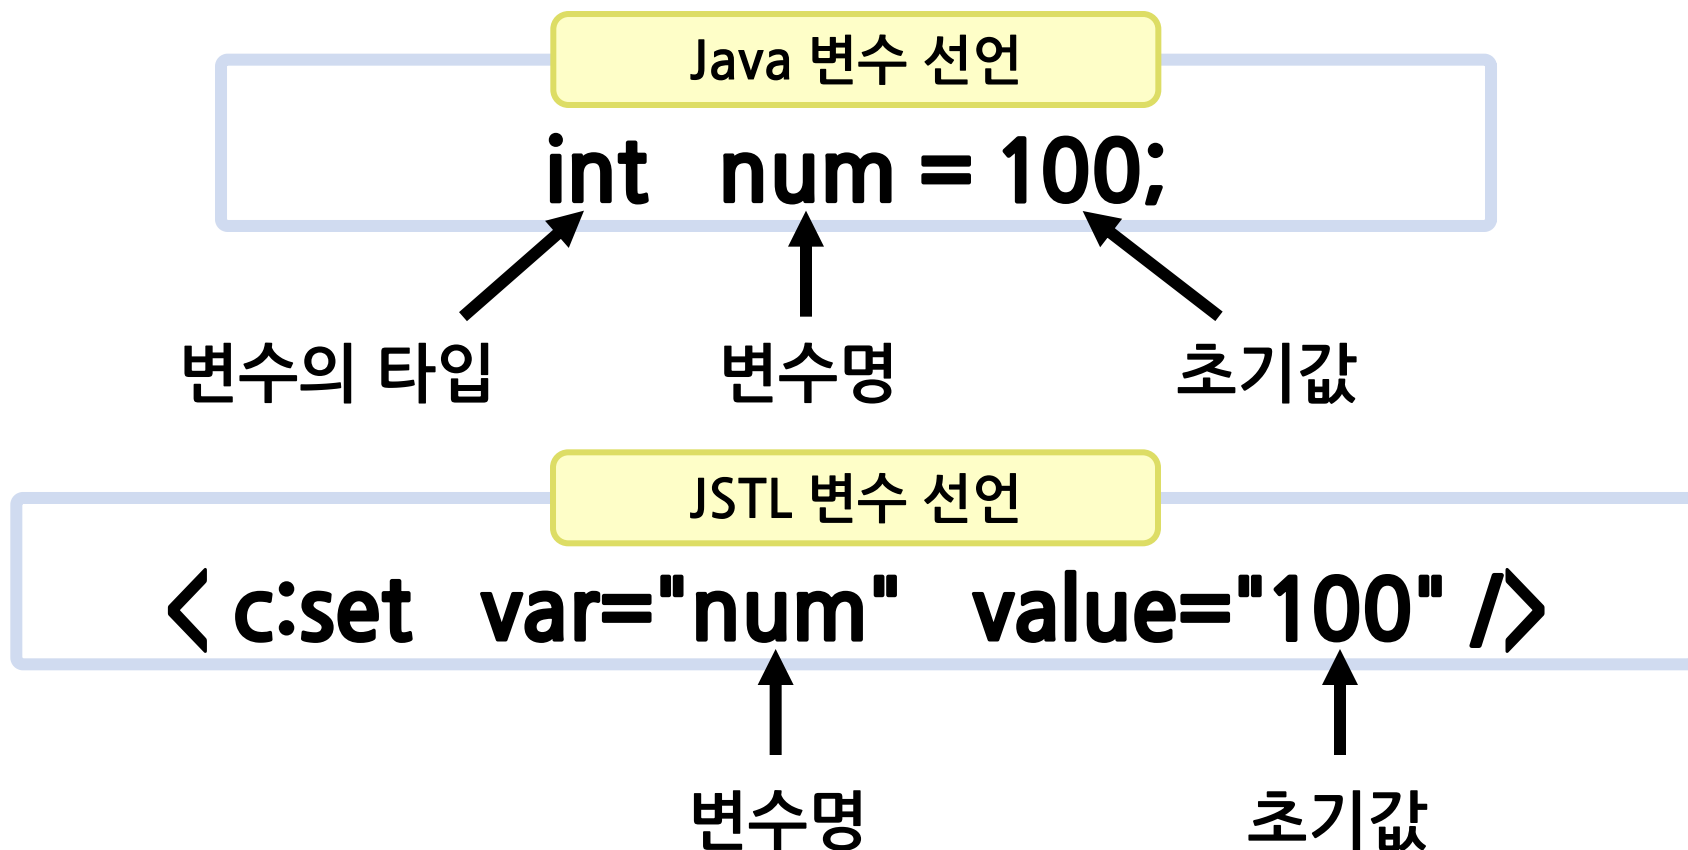 Java 변수 선언
int num = 100;
변수의 타입 변수명 초기값
JSTL 변수 선언
< c:set var="num" value="100" />
변수명 초기값